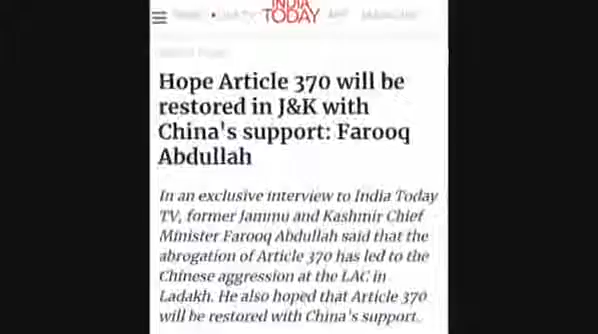 INDIA
TODAY
APP
Hope Article 370 will be
restored in J&K with
China's support: Farooq
Abdullah
In an exclusive interview to India Today
TV, former Jammu and Kashmir Chief
Minister Farooq Abdullah said that the
abrogation of Article 370 has led to the
Chinese aggression at the LAC in
Ladakh. He also hoped that Article 370
will be restored with China's support.